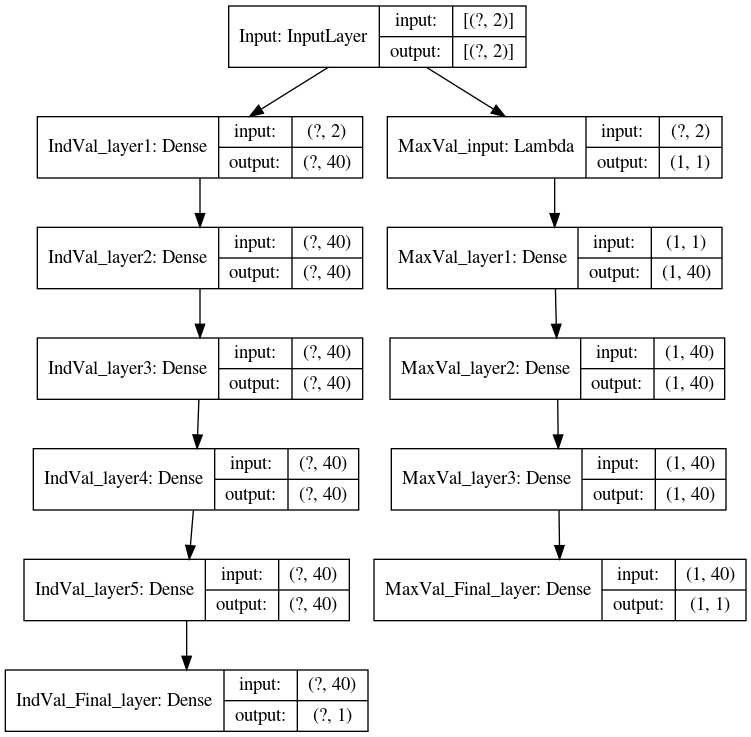 Input: InputLayer
input: [(?, 2)]
output: [(?, 2)]
IndVal_layer1: Dense
input: (?, 2)
output: (?, 40)
MaxVal_input: Lambda
input: (?, 2)
output: (1, 1)
IndVal_layer2: Dense
input: (?, 40)
output: (?, 40)
MaxVal_layer1: Dense
input: (1, 1)
output: (1, 40)
IndVal_layer3: Dense
input: (?, 40)
output: (?, 40)
MaxVal_layer2: Dense
input: (1, 40)
output: (1, 40)
IndVal_layer4: Dense
input: (?, 40)
output: (?, 40)
MaxVal_layer3: Dense
input: (1, 40)
output: (1, 40)
IndVal_layer5: Dense
input: (?, 40)
output: (?, 40)
MaxVal_Final_layer: Dense
input: (1, 40)
output: (1, 1)
IndVal_Final_layer: Dense
input: (?, 40)
output: (?, 1)